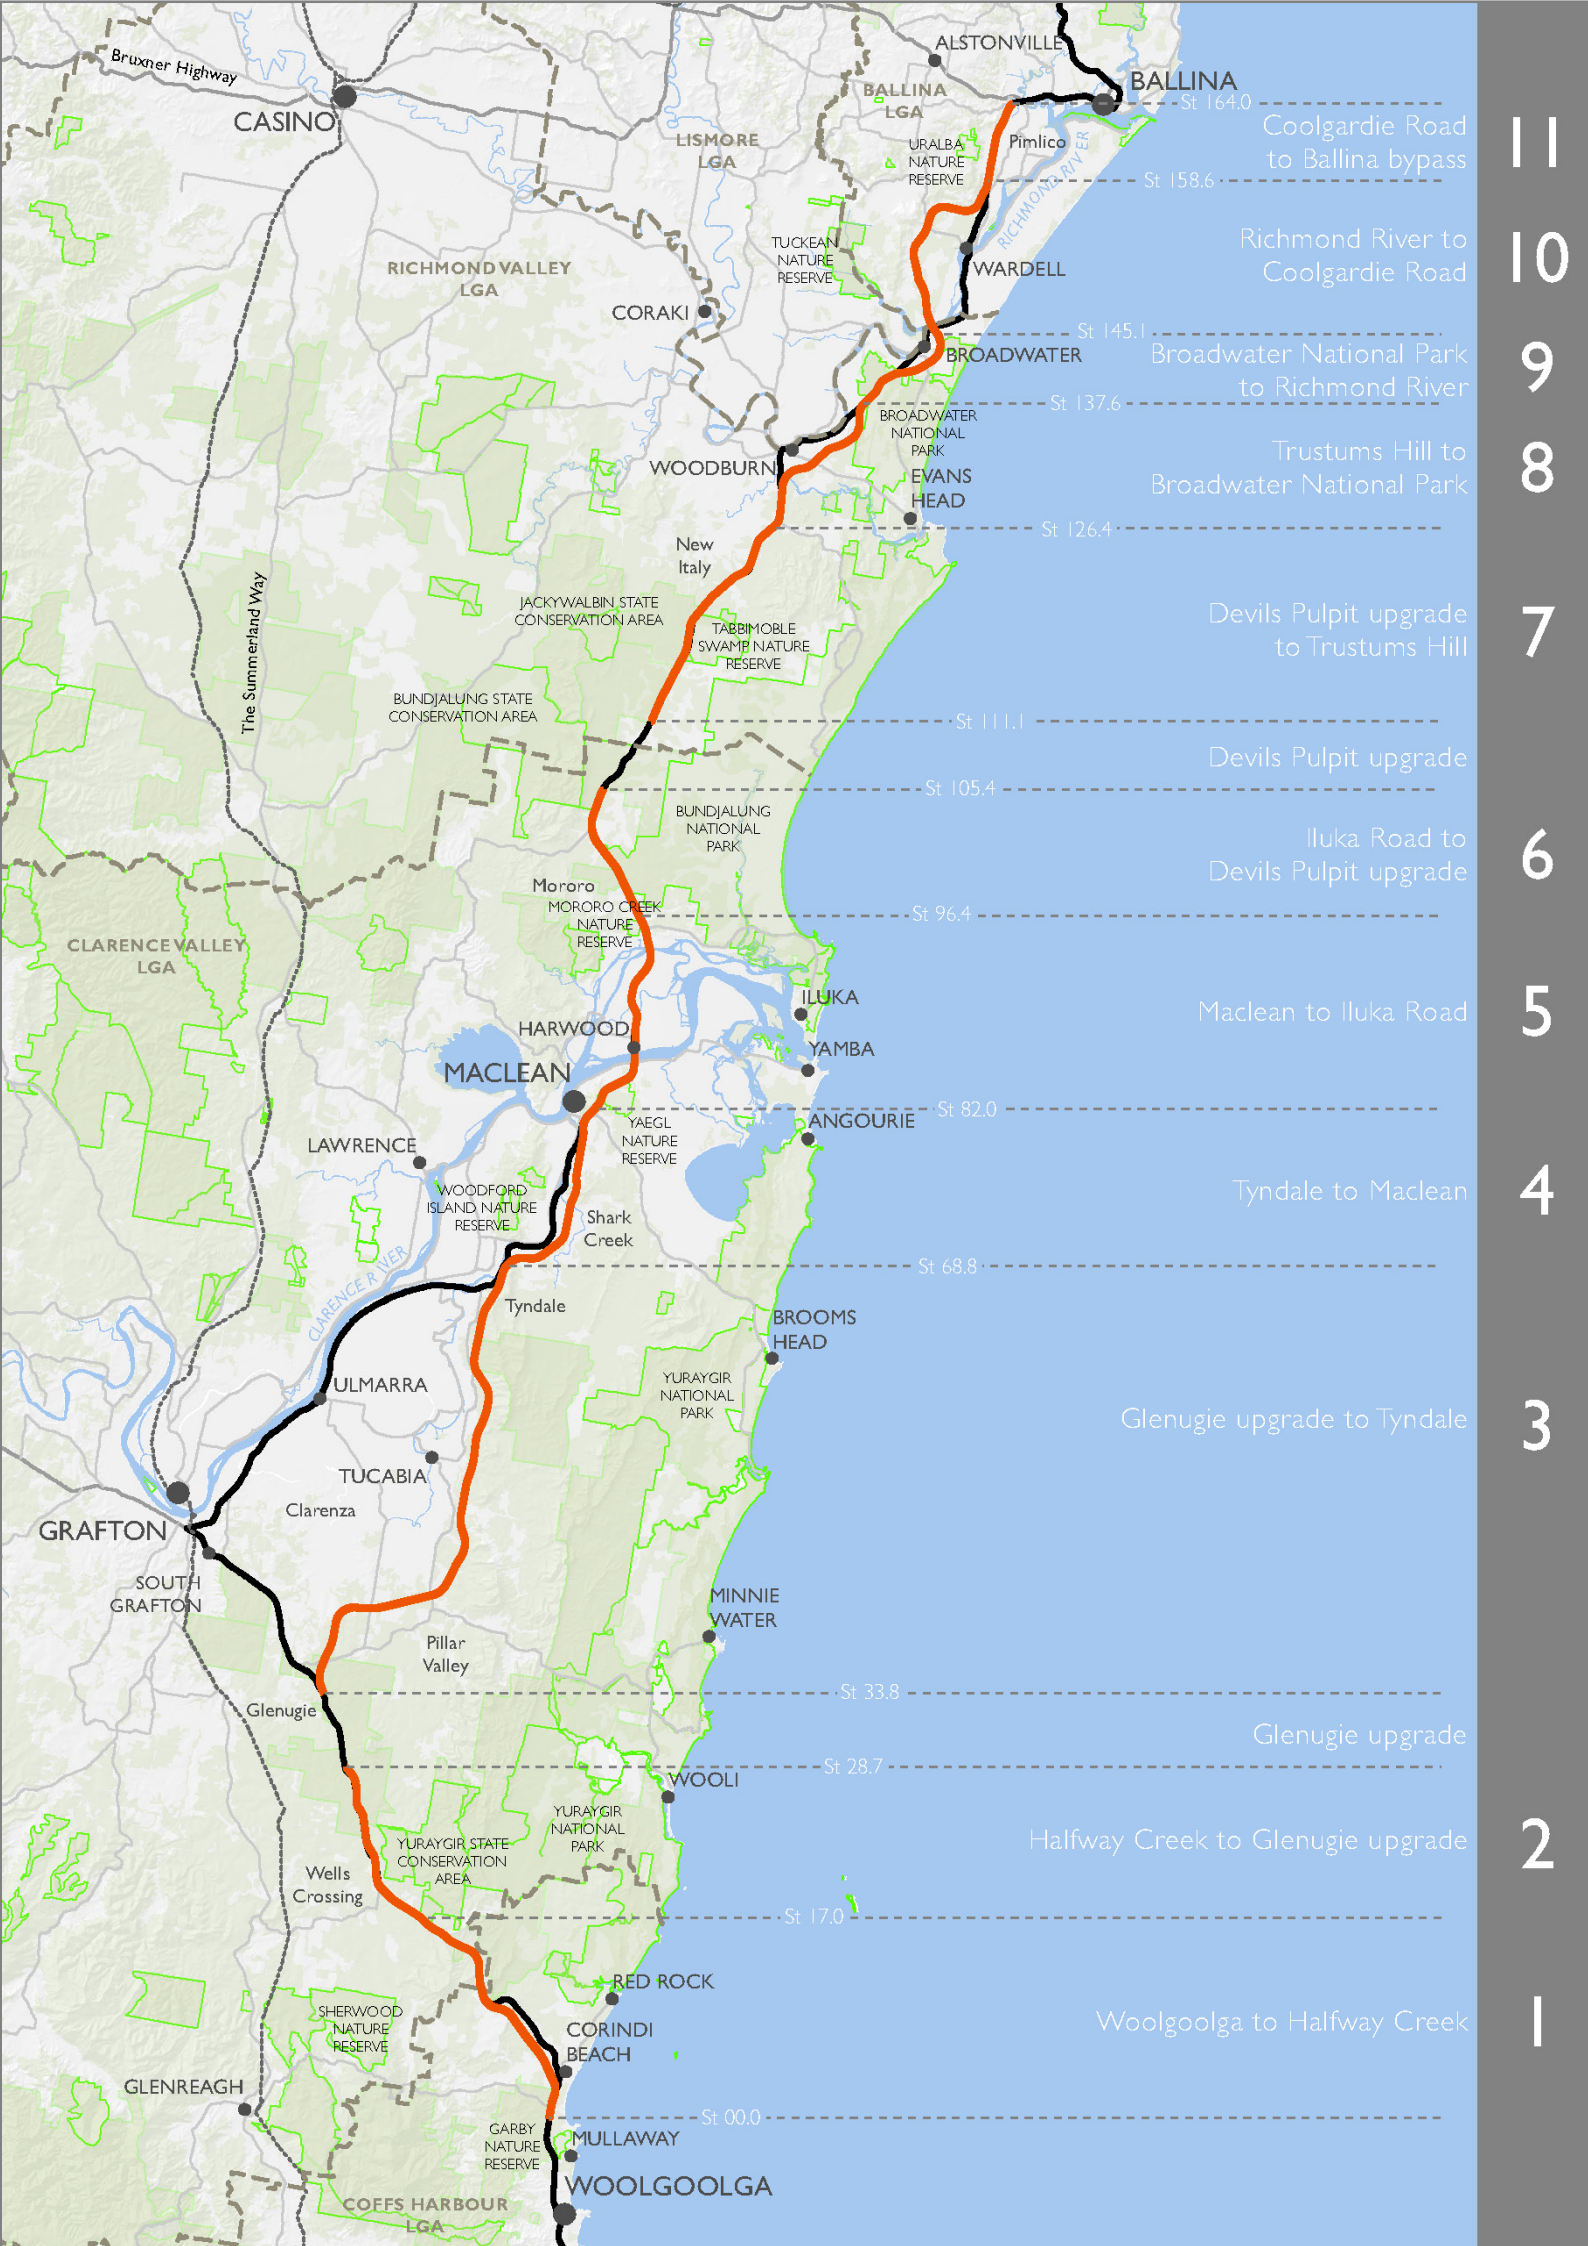 ALSTONVILLE
Bruxner Highway
BALLINA
BALLINA
LGA
St 164.0
CASINO
Coolgardie Road
to Ballina bypass
11
LISMORE
LGA
URALBA
NATURE
RESERVE
Pimlico
RICHMOND RIVER
St 158.6
TUCKEAN
NATURE
RESERVE
Richmond River to
Coolgardie Road
10
RICHMOND VALLEY
LGA
WARDELL
CORAKI
St 145.1
BROADWATER
Broadwater National Park
to Richmond River
9
St 137.6
BROADWATER
NATIONAL
PARK
WOODBURN
Trustums Hill to
Broadwater National Park
8
EVANS
HEAD
St 126.4
New
Italy
The Summerland Way
JACKYWALBIN STATE
CONSERVATION AREA
TABBIMOBLE
SWAMP NATURE
RESERVE
Devils Pulpit upgrade
to Trustums Hill
7
BUNDJALUNG STATE
CONSERVATION AREA
St 111.1
Devils Pulpit upgrade
St 105.4
BUNDJALUNG
NATIONAL
PARK
Iluka Road to
Devils Pulpit upgrade
6
Mororo
MORORO CREEK
NATURE
RESERVE
St 96.4
CLARENCE VALLEY
LGA
ILUKA
Maclean to Iluka Road
5
HARWOOD
YAMBA
MACLEAN
St 82.0
YAEGL
NATURE
RESERVE
ANGOURIE
LAWRENCE
WOODFORD
ISLAND NATURE
RESERVE
Tyndale to Maclean
4
Shark
Creek
CLARENCE RIVER
St 68.8
Tyndale
BROOMS
HEAD
ULMARRA
YURAYGIR
NATIONAL
PARK
Glenugie upgrade to Tyndale
3
TUCABIA
Clarenza
GRAFTON
SOUTH
GRAFTON
MINNIE
WATER
Pillar
Valley
St 33.8
Glenugie
Glenugie upgrade
St 28.7
WOOLI
YURAYGIR
NATIONAL
PARK
YURAYGIR STATE
CONSERVATION
AREA
Halfway Creek to Glenugie upgrade
2
Wells
Crossing
St 17.0
RED ROCK
SHERWOOD
NATURE
RESERVE
CORINDI
BEACH
Woolgoolga to Halfway Creek
1
GLENREAGH
St 00.0
GARBY
NATURE
RESERVE
MULLAWAY
WOOLGOOLGA
COFFS HARBOUR
LGA